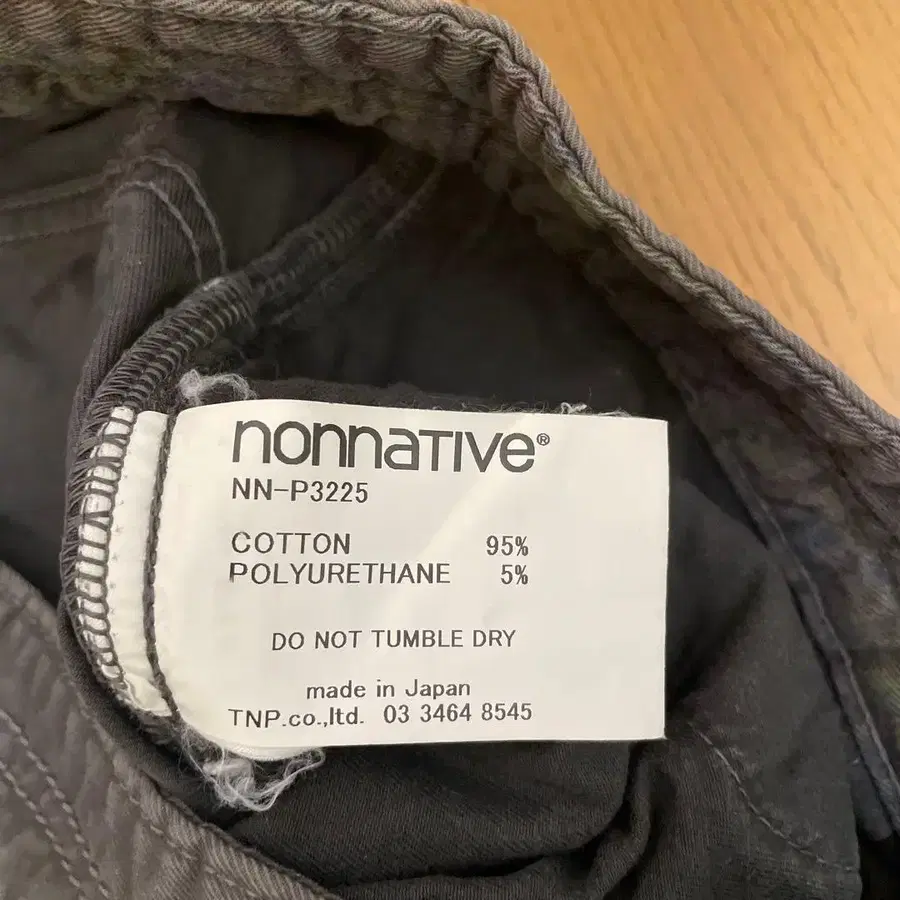 nonnative®
NN-P3225
COTTON 95%
POLYURETHANE 5%
DO NOT TUMBLE DRY
made in Japan
TNP.co.,ltd. 03 3464 8545